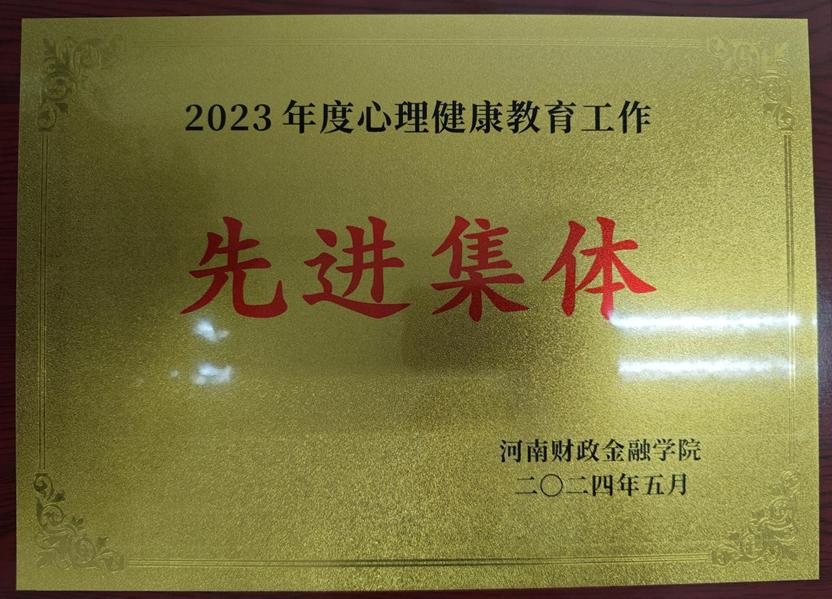 2023年度心理健康教育工作
先进集体
河南财政金融学院
二〇二四年五月